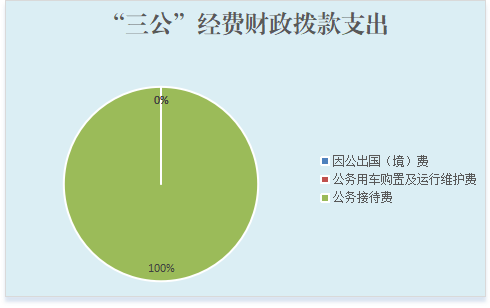 “三公”经费财政拨款支出
0%
因公出国（境）费
公务用车购置及运行维护费
公务接待费
100%